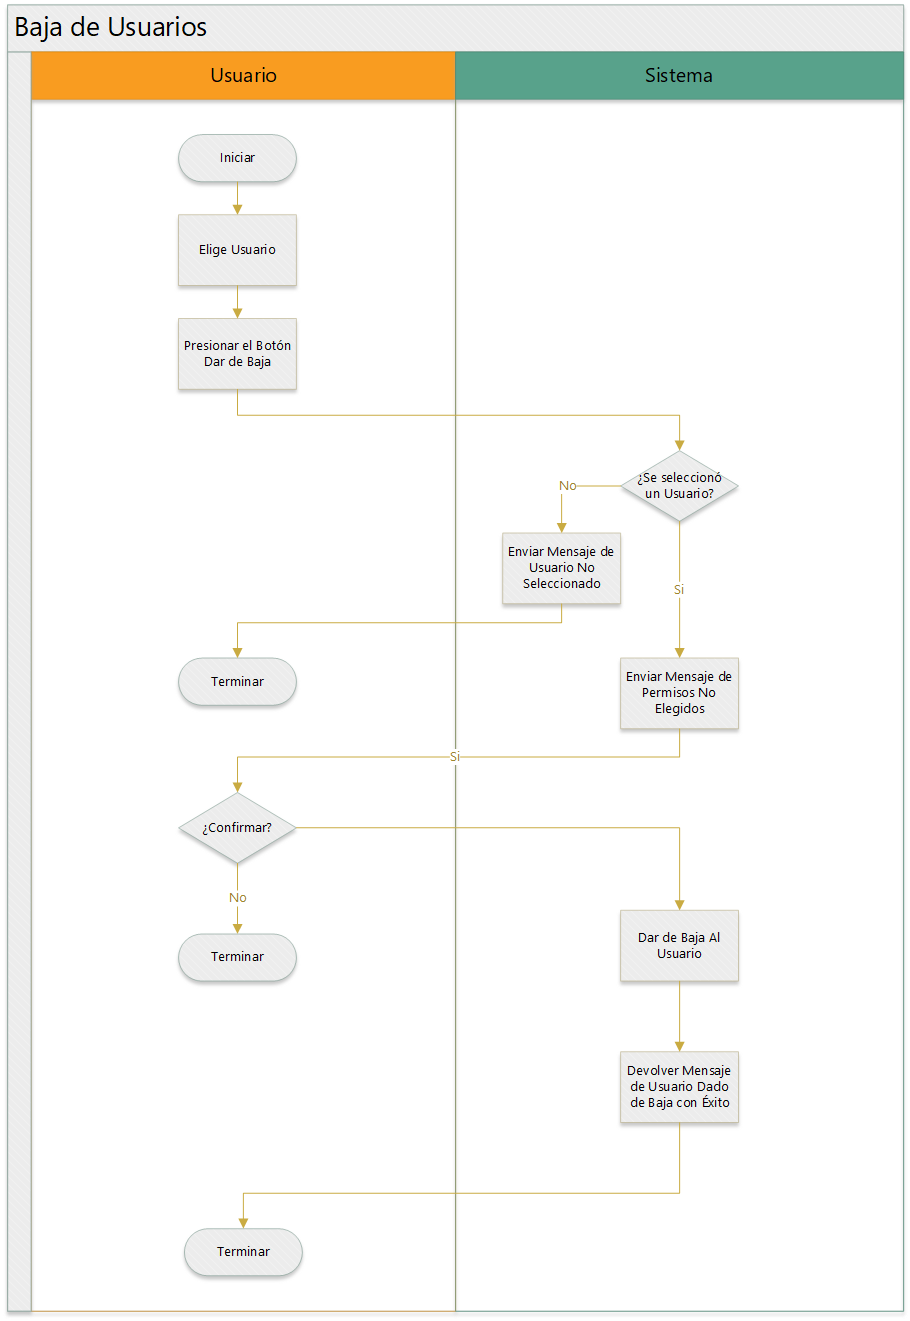 Baja de Usuarios
Usuario
Sistema
Iniciar
Elige Usuario
Presionar el Botón
Dar de Baja
¿Se seleccionó
un Usuario?
No
Enviar Mensaje de
Usuario No
Seleccionado
Si
Terminar
Enviar Mensaje de
Permisos No
Elegidos
Si
¿Confirmar?
No
Dar de Baja Al
Usuario
Terminar
Devolver Mensaje
de Usuario Dado
de Baja con Éxito
Terminar